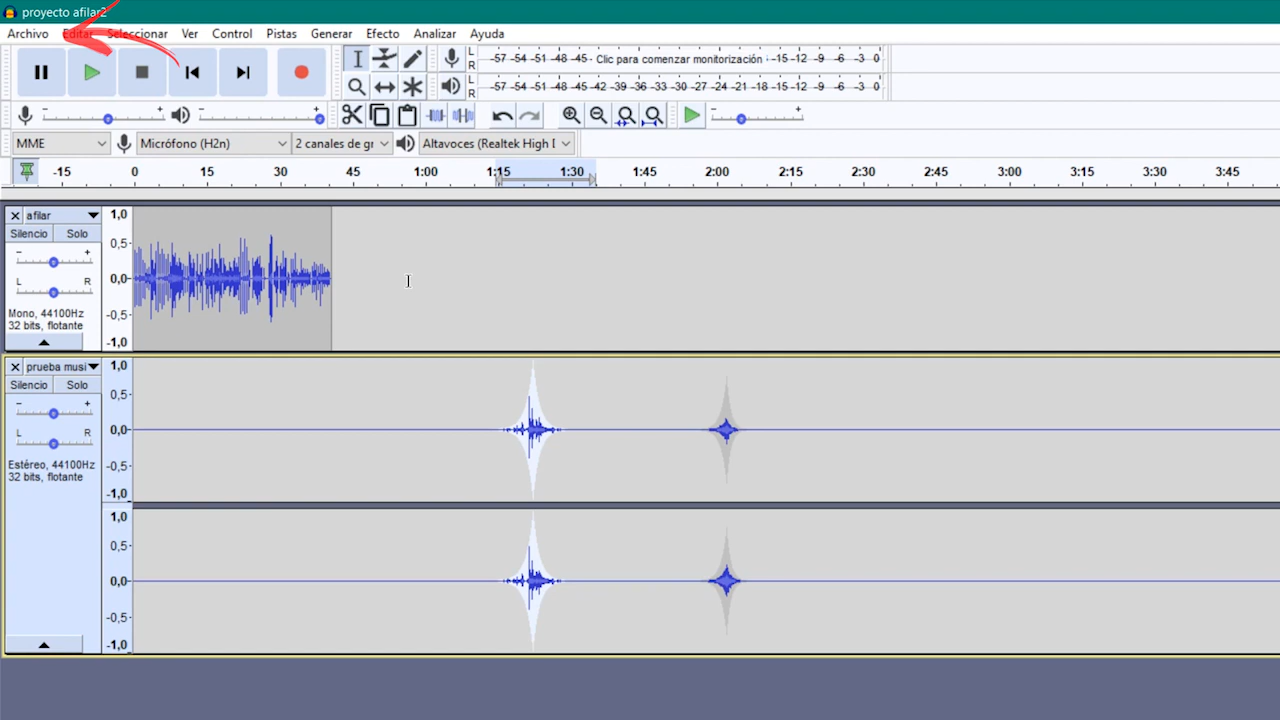 proyecto afilar2
Archivo Editar Seleccionar Ver Control Pistas Generar Efecto Analizar Ayuda
L
R
-57 -54 -51 -48 -45 - Clic para comenzar monitorización -15 -12 -9 -6 -3 0
L
R
-57 -54 -51 -48 -45 -42 -39 -36 -33 -30 -27 -24 -21 -18 -15 -12 -9 -6 -3 0
- + - +
- +
MME Micrófono (H2n) 2 canales de gr Altavoces (Realtek High
-15 0 15 30 45 1:00 1:15 1:30 1:45 2:00 2:15 2:30 2:45 3:00 3:15 3:30 3:45
X afilar
Silencio Solo
- +
L R
Mono, 44100Hz
32 bits, flotante
1,0
0,5-
0,0-
-0,5-
-1,0
X prueba musi
Silencio Solo
- +
L R
Estéreo, 44100Hz
32 bits, flotante
1,0
0,5-
0,0-
-0,5-
-1,0
1,0
0,5-
0,0-
-0,5-
-1,0